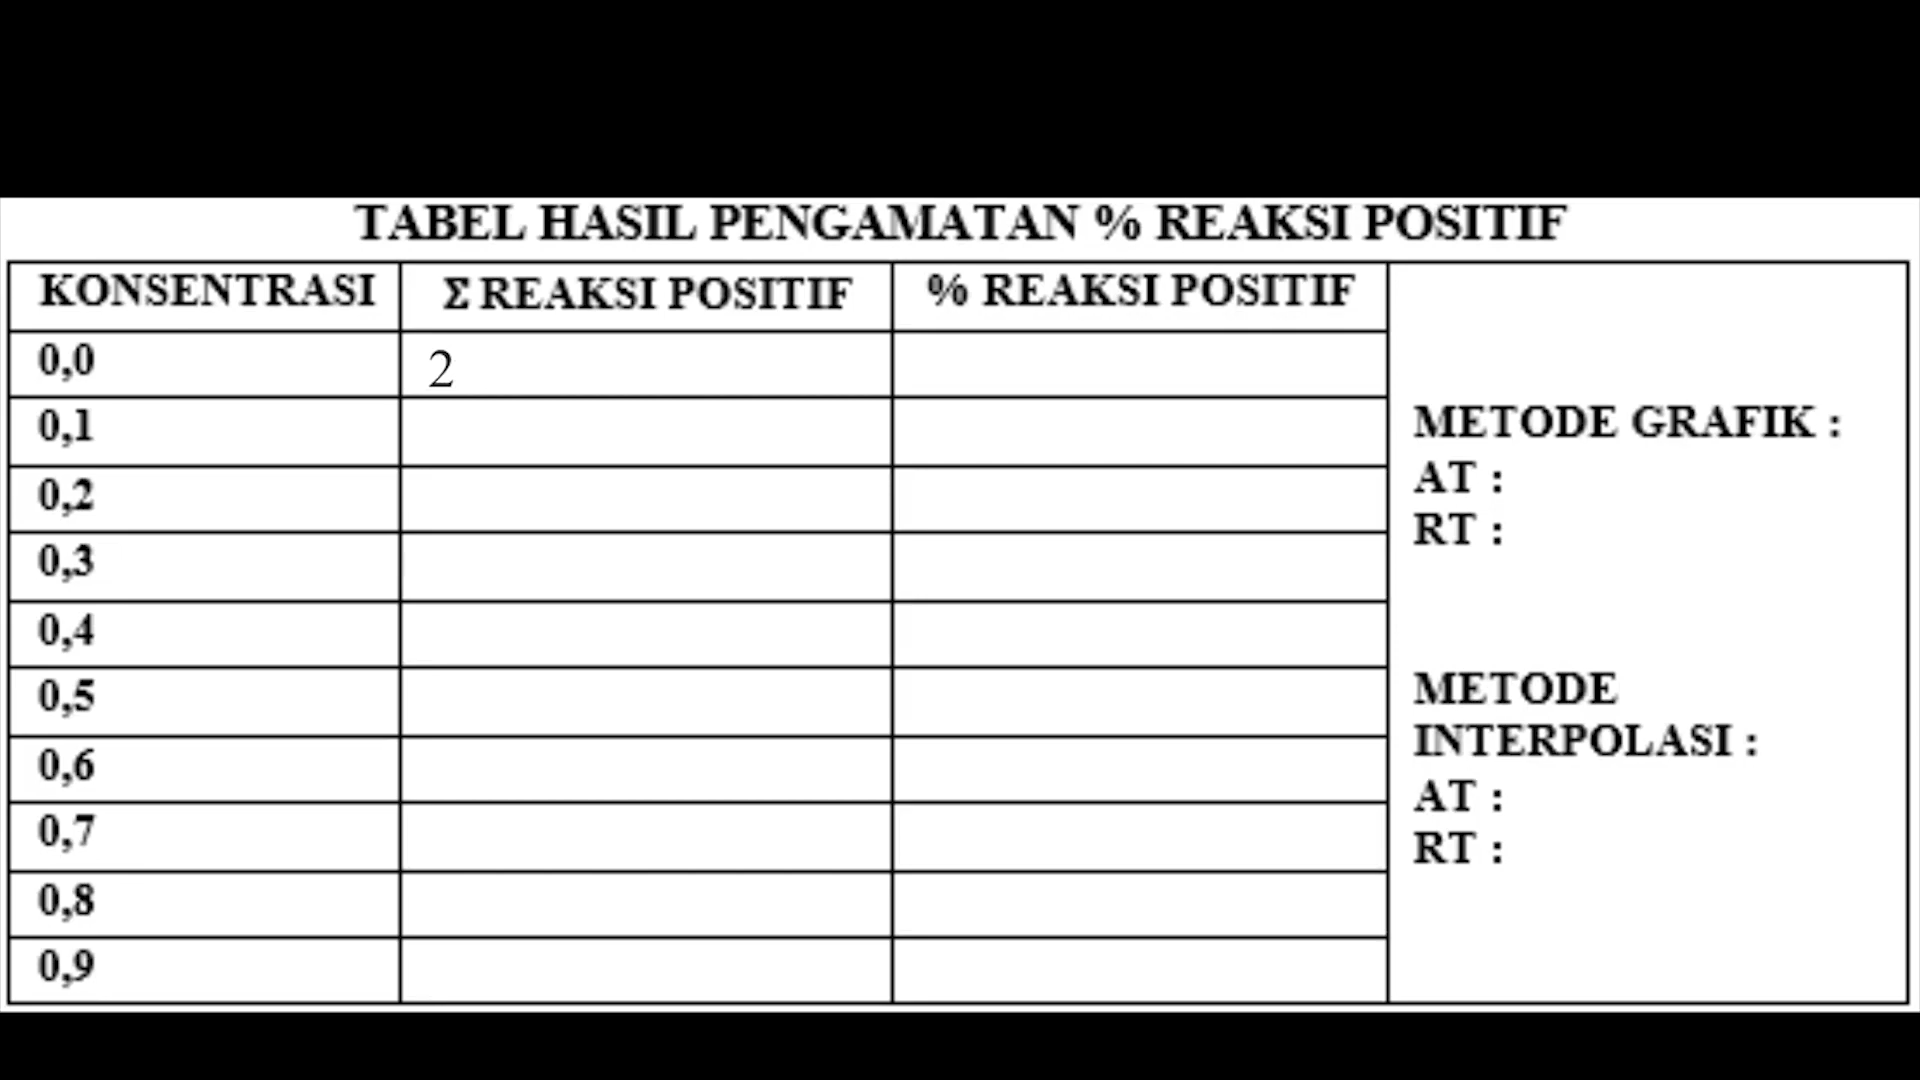 TABEL HASIL PENGAMATAN % REAKSI POSITIF
KONSENTRASI Σ REAKSI POSITIF % REAKSI POSITIF
0,0 2
0,1
0,2
0,3
0,4
0,5
0,6
0,7
0,8
0,9
METODE GRAFIK :
AT :
RT :
METODE
INTERPOLASI :
AT :
RT :